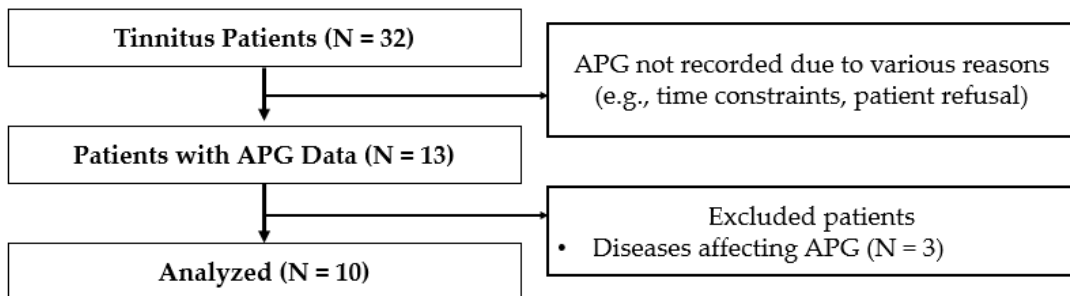 Tinnitus Patients (N = 32)
APG not recorded due to various reasons
(e.g., time constraints, patient refusal)
Patients with APG Data (N = 13)
Excluded patients
• Diseases affecting APG (N = 3)
Analyzed (N = 10)